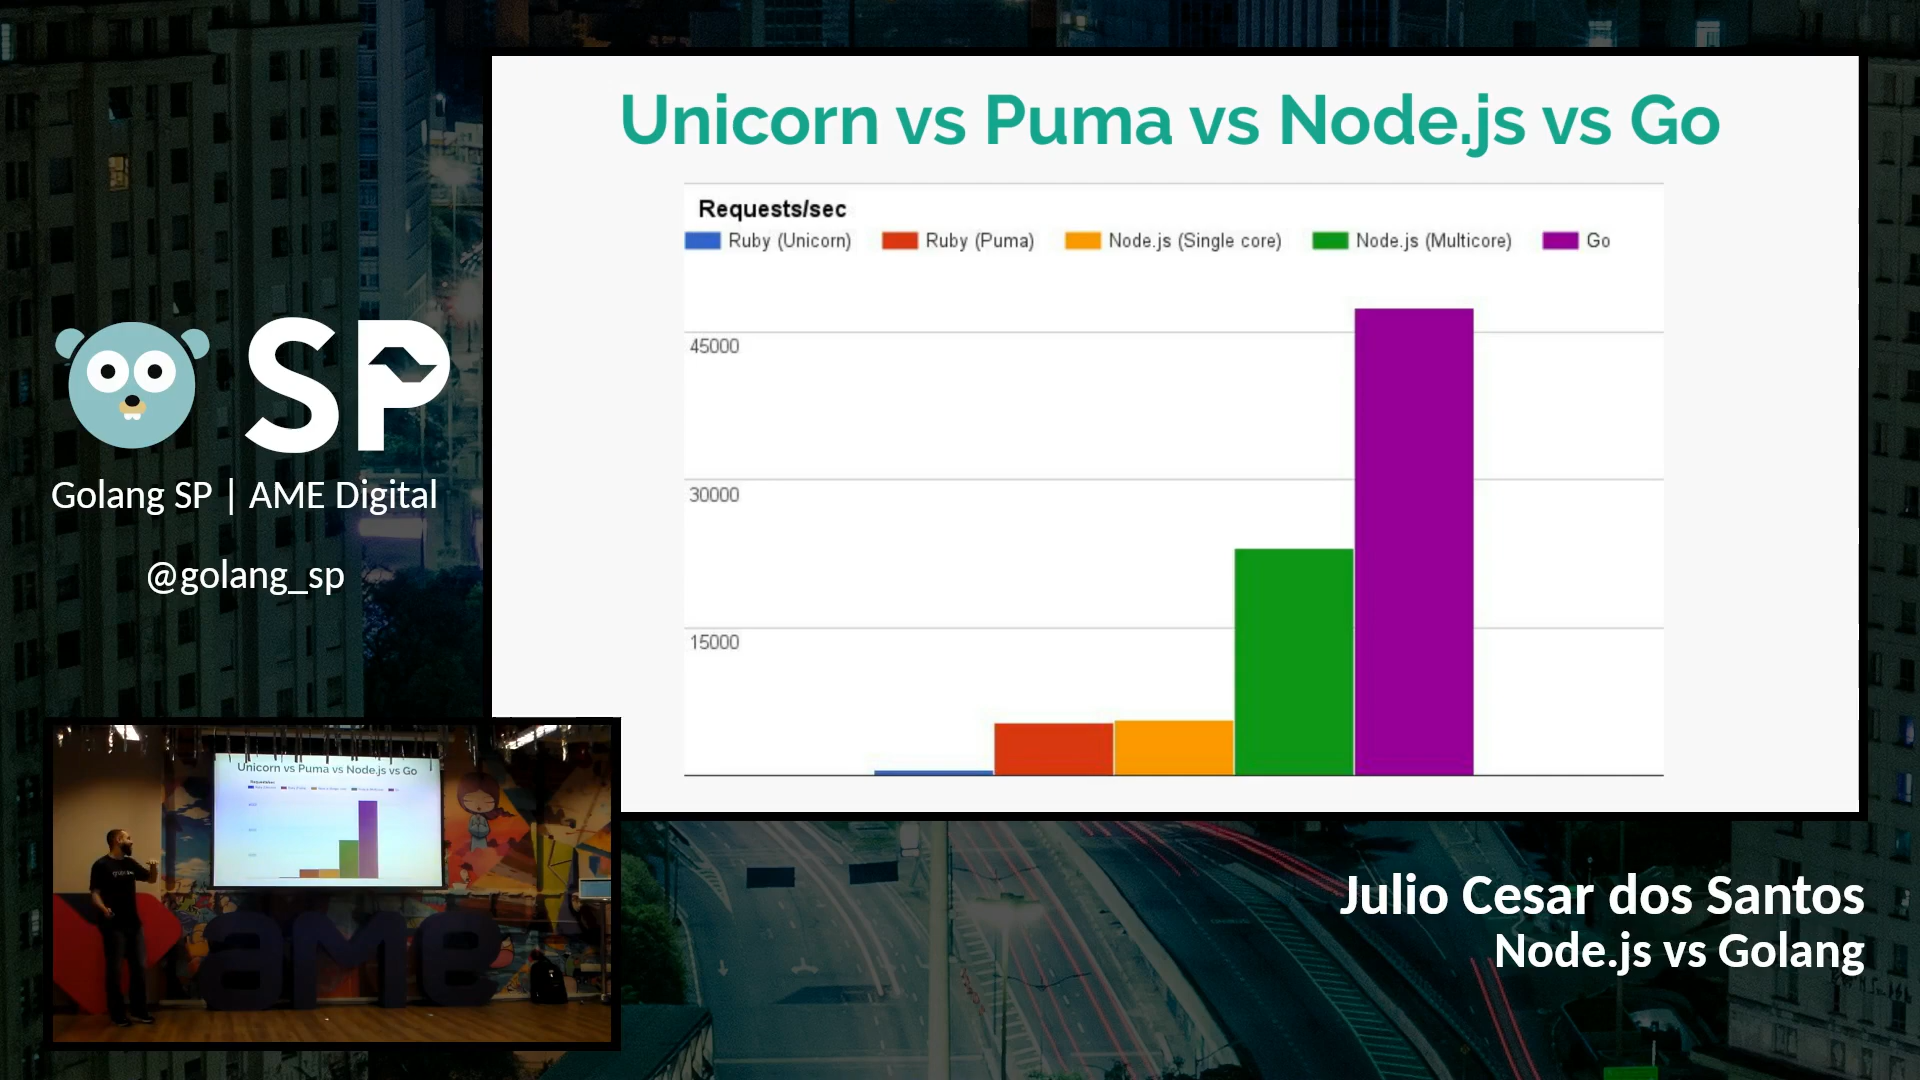 Unicorn vs Puma vs Node.js vs Go
Requests/sec
Ruby (Unicorn) Ruby (Puma) Node.js (Single core) Node.js (Multicore) Go
45000
30000
15000
SP
Golang SP | AME Digital
@golang_sp
Unicorn vs Puma vs Node.js vs Go
ame
Julio Cesar dos Santos
Node.js vs Golang